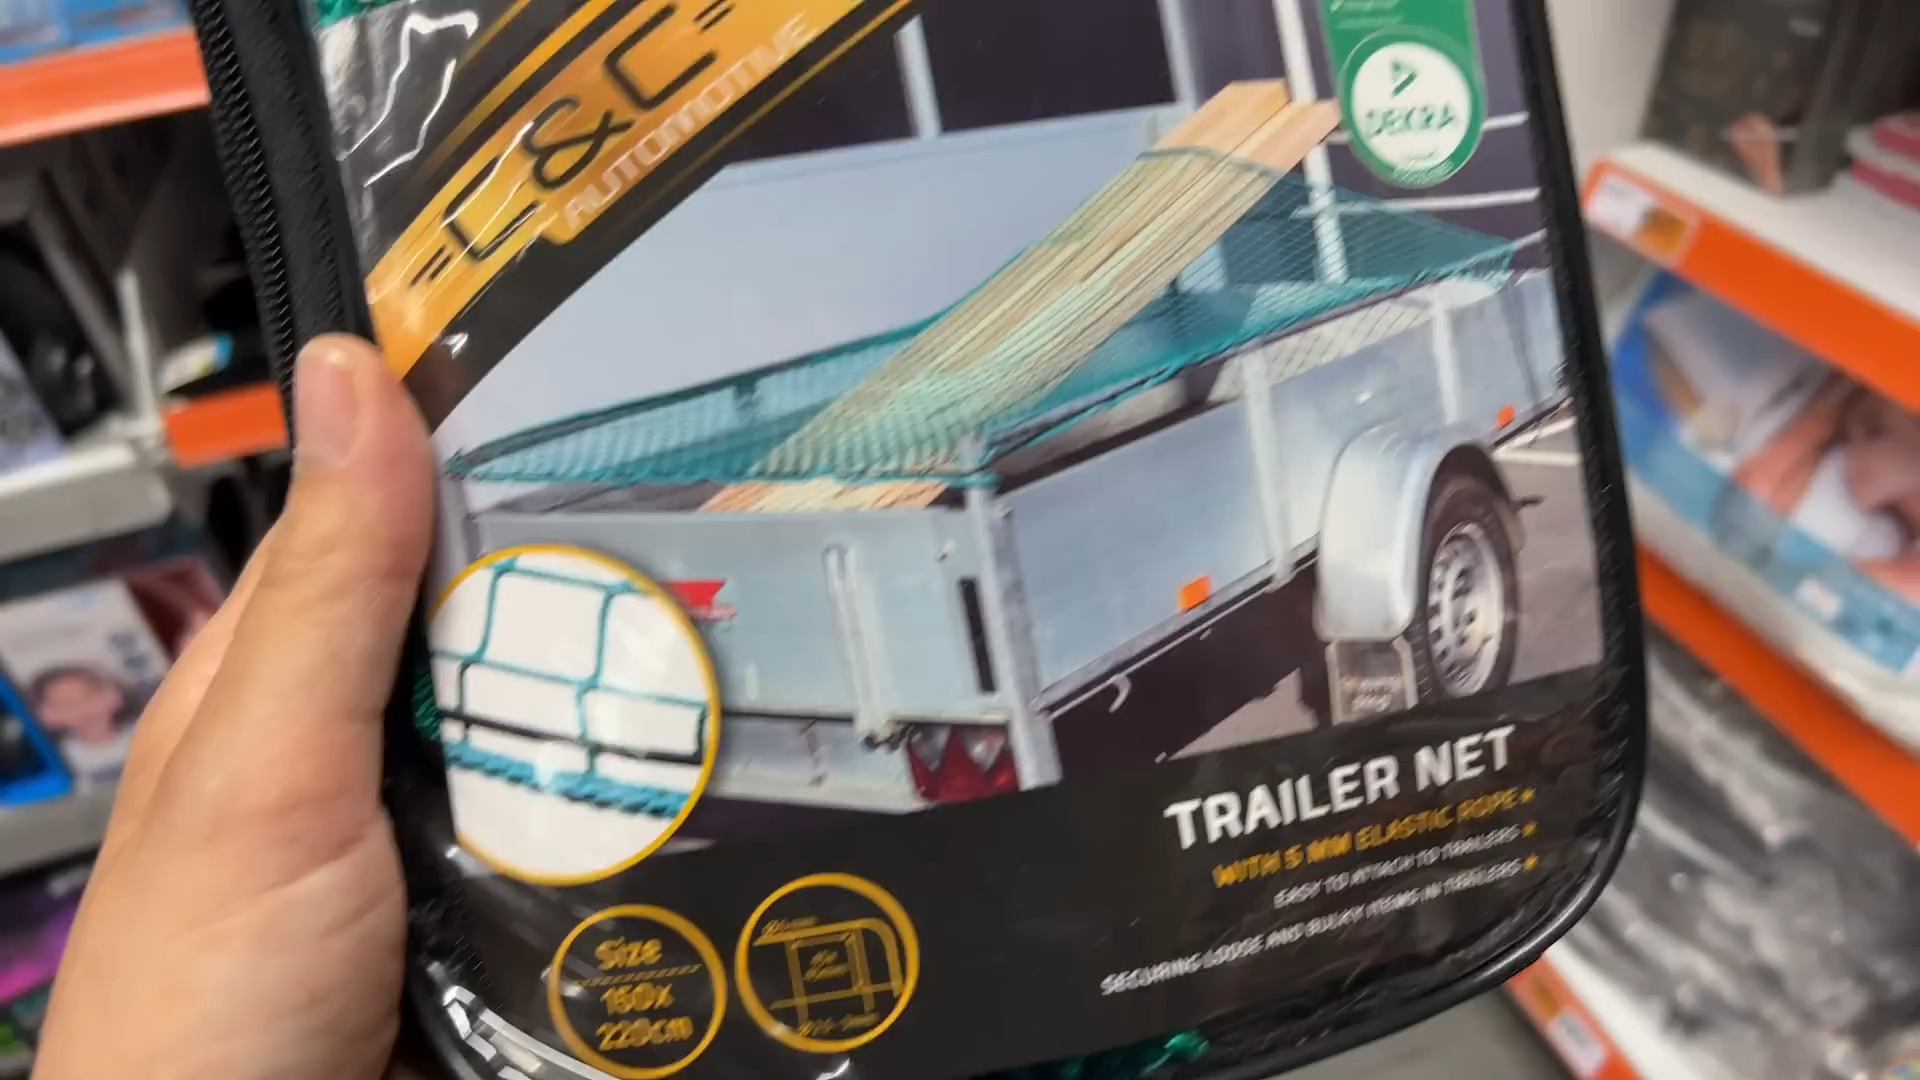 C&C
AUTOMOTIVE
DEKRA
TRAILER NET
WITH 5 MM ELASTIC ROPE
EASY TO ATTACH TO TRAILERS
SECURING LOOSE AND BULKY ITEMS IN TRAILERS
Size
150x
220cm